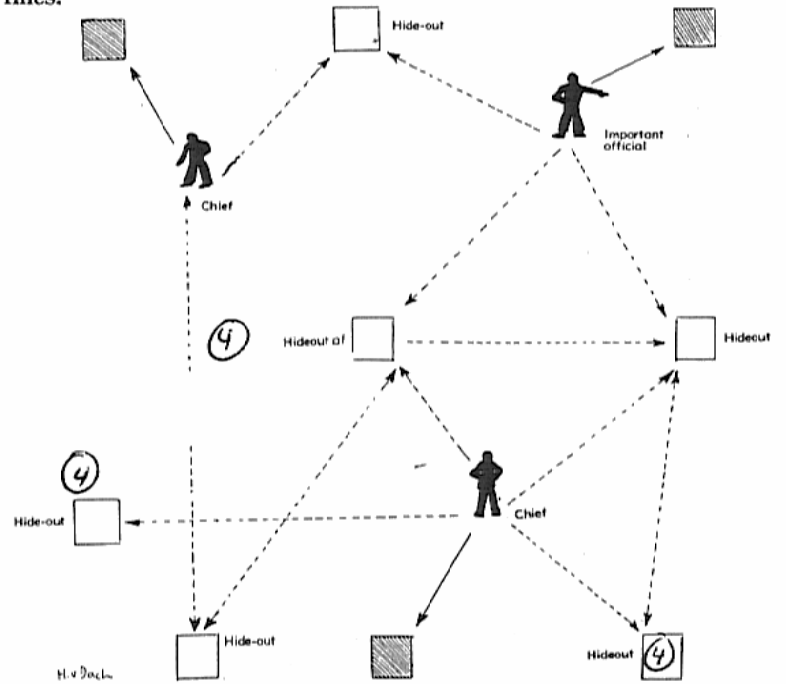 lines.
Hide-out
Important
official
Chief
4
Hideout of
Hideout
4
Hide-out
Chief
Hide-out
Hideout 4
H. v Dach